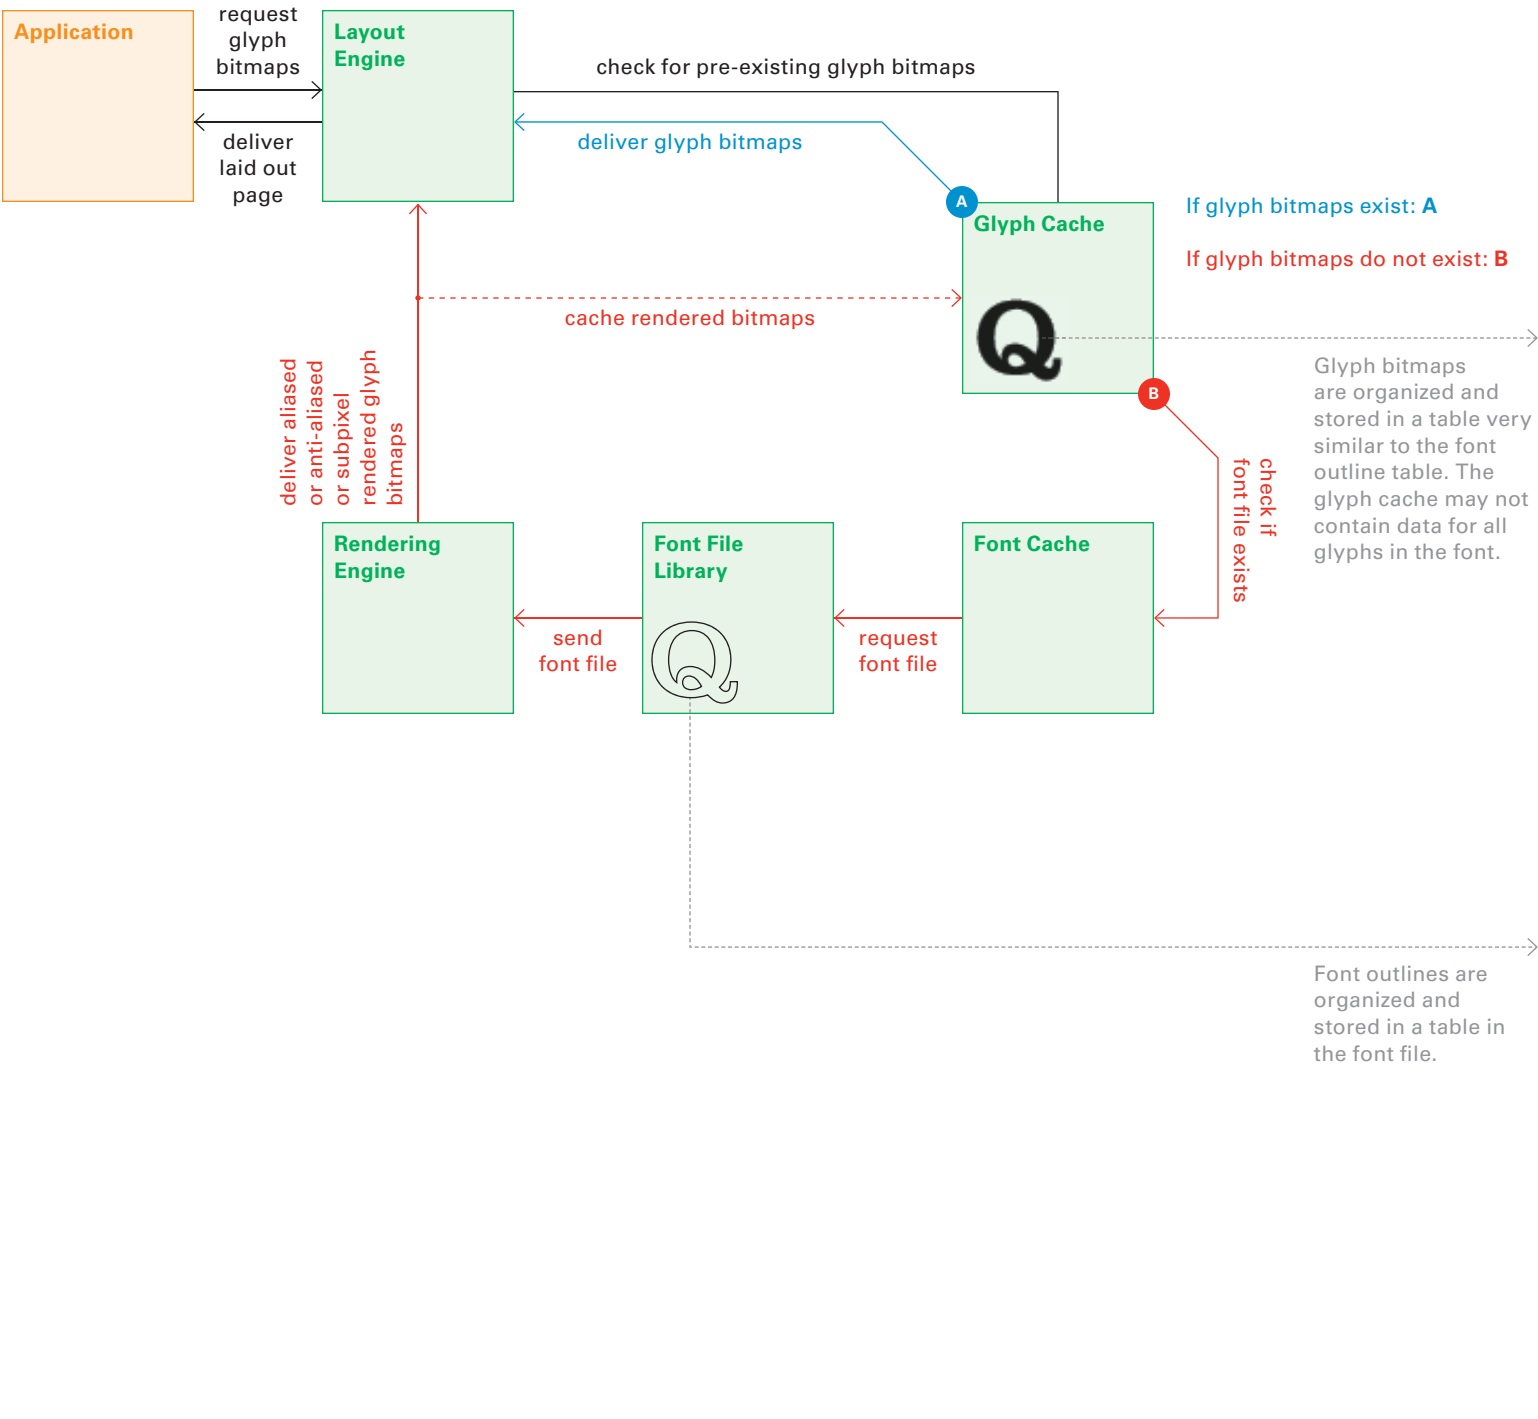 Application
request
glyph
bitmaps
deliver
laid out
page
Layout
Engine
check for pre-existing glyph bitmaps
deliver glyph bitmaps
A
Glyph Cache
Q
If glyph bitmaps exist: A
If glyph bitmaps do not exist: B
cache rendered bitmaps
B
Glyph bitmaps
are organized and
stored in a table very
similar to the font
outline table. The
glyph cache may not
contain data for all
glyphs in the font.
deliver aliased
or anti-aliased
or subpixel
rendered glyph
bitmaps
check if
font file exists
Rendering
Engine
send
font file
Font File
Library
Q
request
font file
Font Cache
Font outlines are
organized and
stored in a table in
the font file.